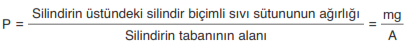 P = Silindirin üstündeki silindir biçimli sıvı sütununun ağırlığı / Silindirin tabanının alanı = mg / A